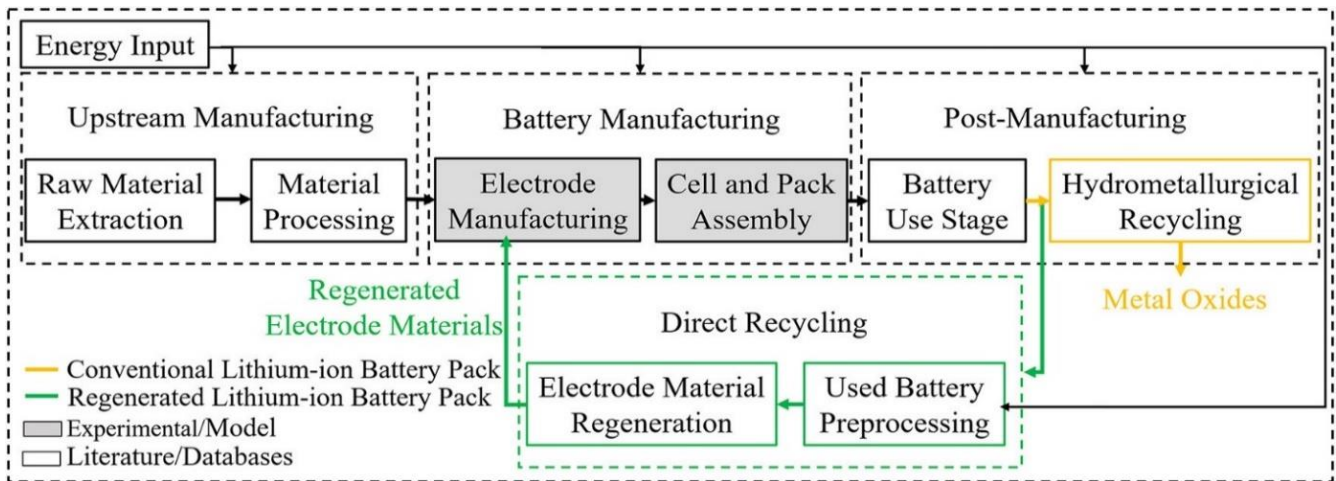 Energy Input
Upstream Manufacturing
Battery Manufacturing
Post-Manufacturing
Raw Material
Extraction
Material
Processing
Electrode
Manufacturing
Cell and Pack
Assembly
Battery
Use Stage
Hydrometallurgical
Recycling
Regenerated
Electrode Materials
Metal Oxides
Direct Recycling
Electrode Material
Regeneration
Used Battery
Preprocessing
Conventional Lithium-ion Battery Pack
Regenerated Lithium-ion Battery Pack
Experimental/Model
Literature/Databases